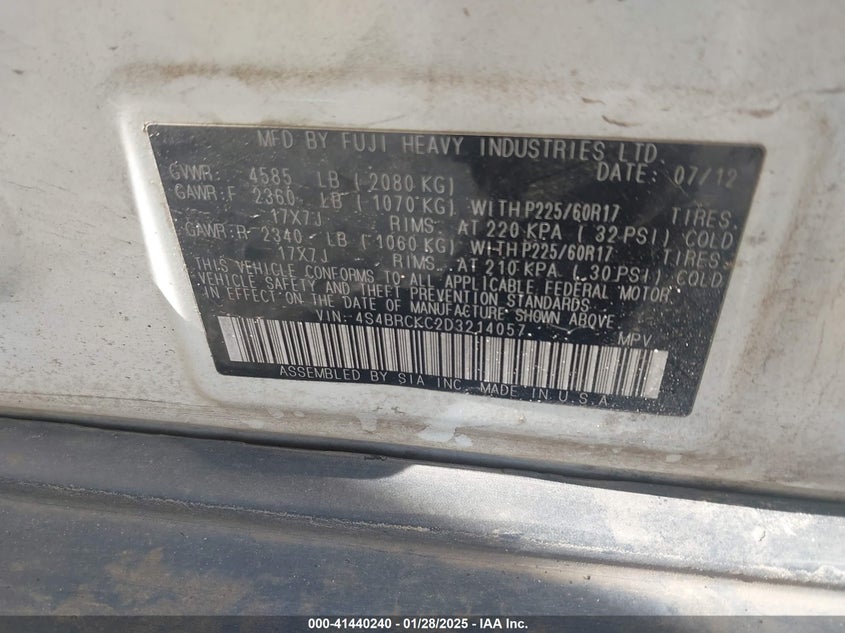 MFD BY FUJI HEAVY INDUSTRIES LTD.
GVWR: 4585 LB (2080 KG) DATE: 07/12
GAWR:F 2360 LB (1070 KG) WITH P225/60R17 TIRES
17X7J RIMS, AT 220 KPA (32 PSI) COLD
GAWR:R 2340 LB (1060 KG) WITH P225/60R17 TIRES
17X7J RIMS, AT 210 KPA (30 PSI) COLD
THIS VEHICLE CONFORMS TO ALL APPLICABLE FEDERAL MOTOR
VEHICLE SAFETY AND THEFT PREVENTION STANDARDS
IN EFFECT ON THE DATE OF MANUFACTURE SHOWN ABOVE.
VIN: 4S4BRCKC2D3214057 MPV
ASSEMBLED BY SIA INC. MADE IN U.S.A.
000-41440240 | 01/28/2025 | IAA Inc.